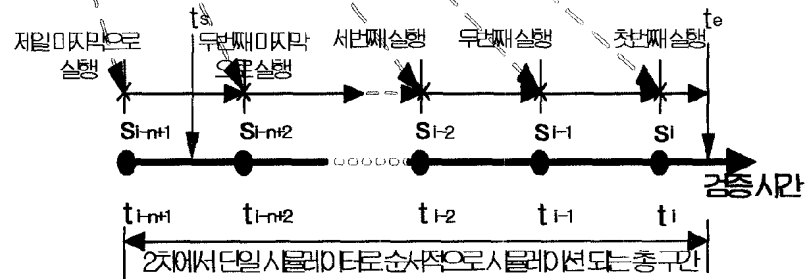 ts te
제일 마지막으로 실행 두번째 마지막으로 실행 세번째 실행 두번째 실행 첫번째 실행
Si-n+1 Si-n+2 Si-2 Si-1 Si
검증 시간
ti-n+1 ti-n+2 ti-2 ti-1 ti
2차에서 단일 시뮬레이터로 순서적으로 시뮬레이션 되는 총 구간